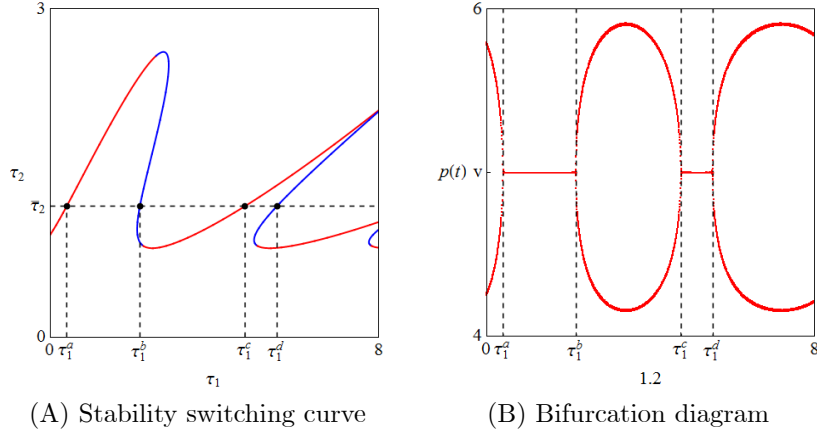 3
τ₂
τ̄₂
0
τ₁ᵃ
τ₁ᵇ
τ₁ᶜ
τ₁ᵈ
8
τ₁
(A) Stability switching curve
6
p(t) v
4
0
τ₁ᵃ
τ₁ᵇ
τ₁ᶜ
τ₁ᵈ
8
1.2
(B) Bifurcation diagram